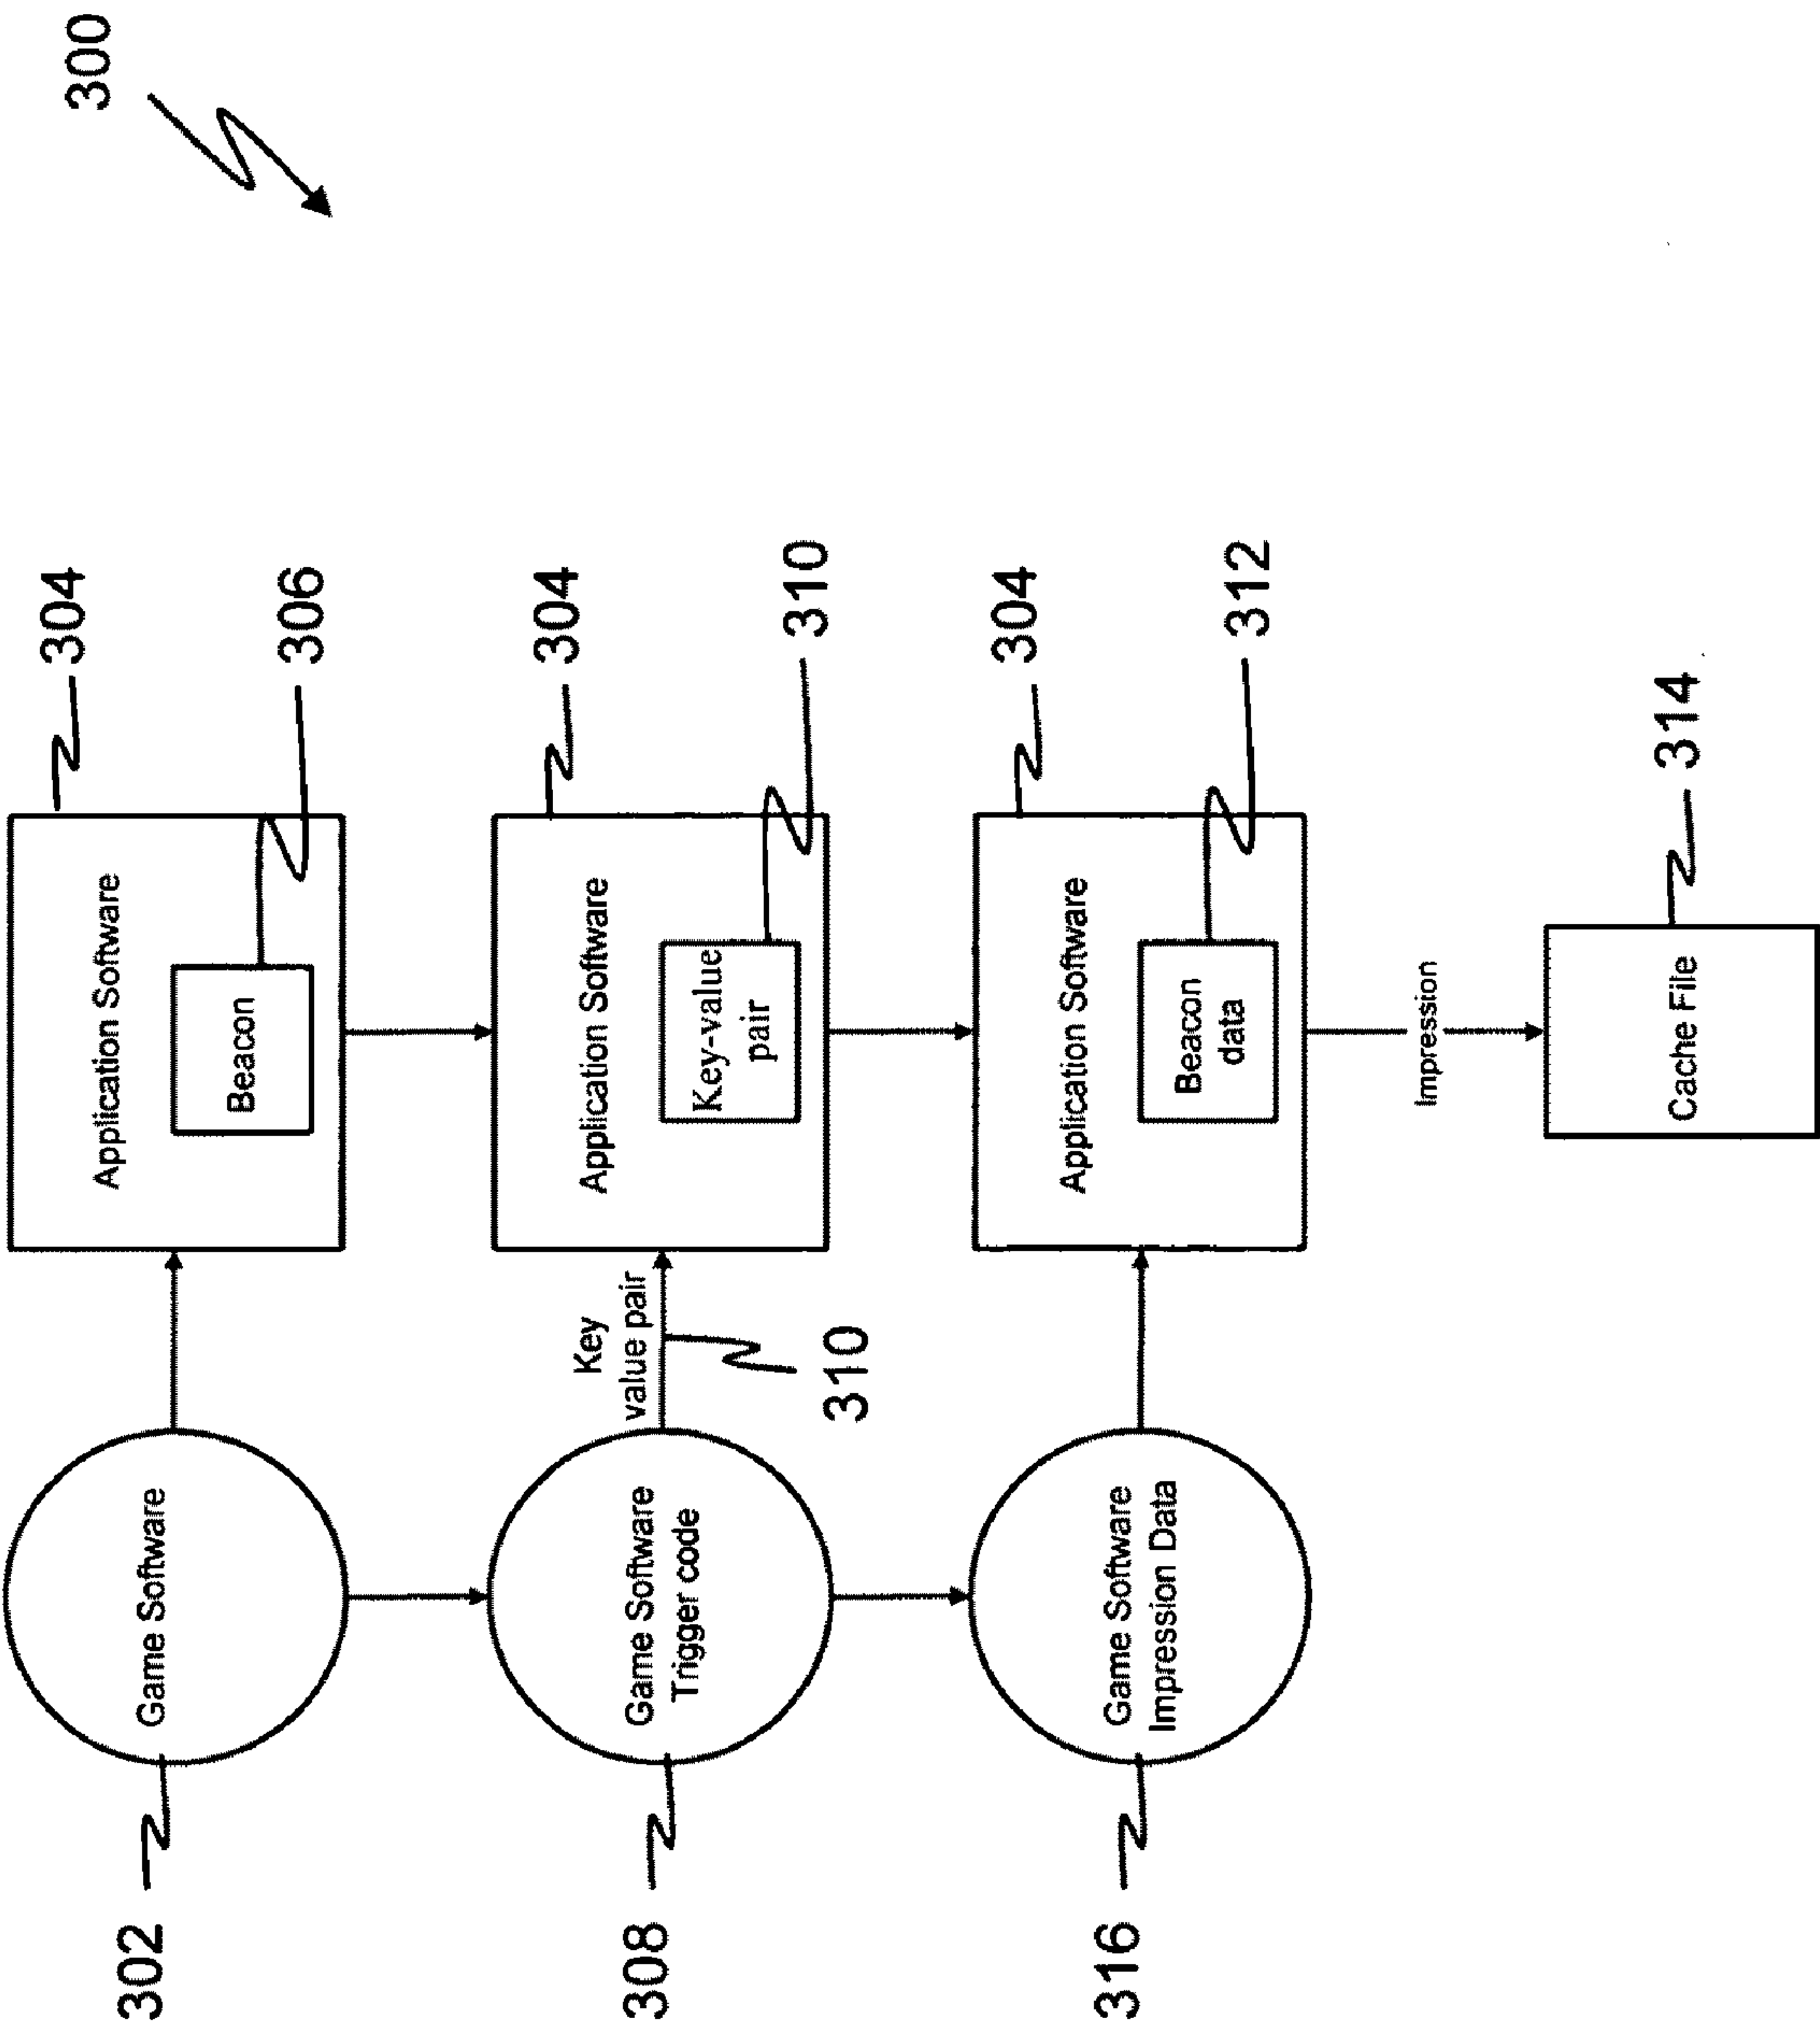 300
304
Application Software
Beacon
306
Game Software
302
304
Application Software
Key-value
pair
310
Key
value pair
310
Game Software
Trigger code
308
304
Application Software
Beacon
data
312
Game Software
Impression Data
316
Impression
Cache File
314